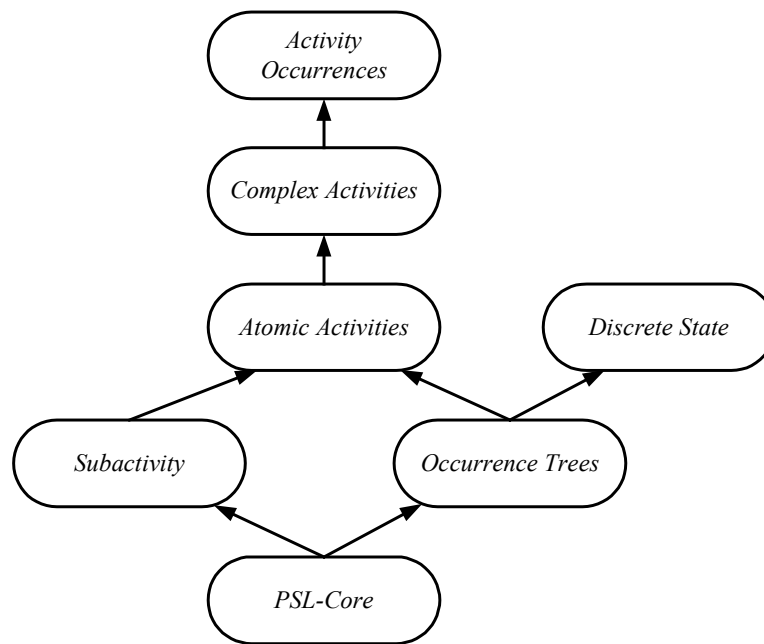 Activity
Occurrences
Complex Activities
Atomic Activities
Discrete State
Subactivity
Occurrence Trees
PSL-Core